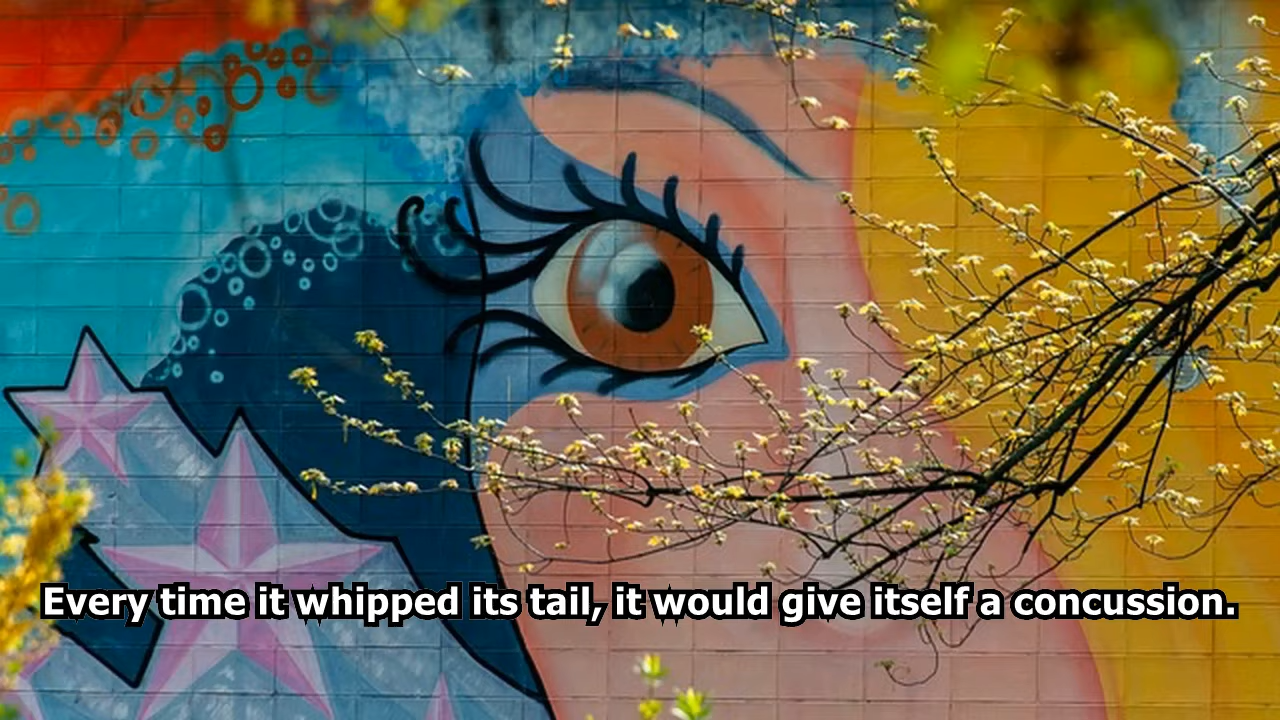 Every time it whipped its tail, it would give itself a concussion.